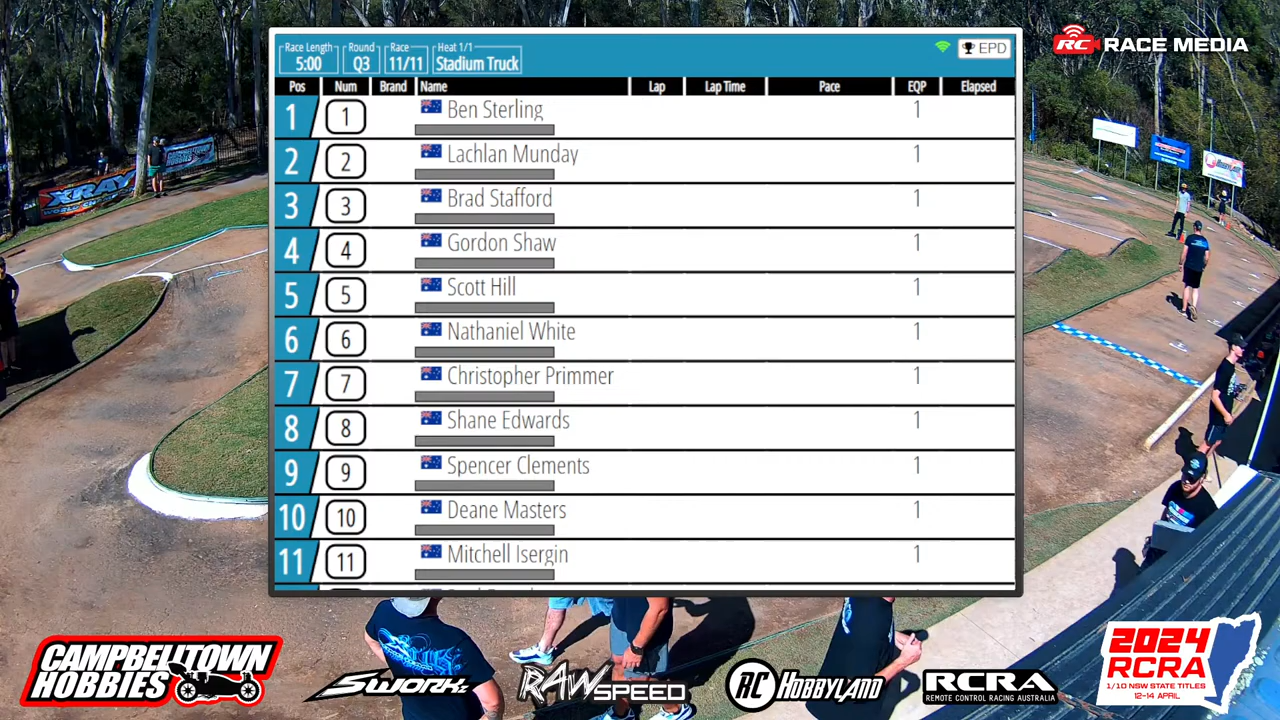 Race Length
5:00
Round
Q3
Race
11/11
Heat 1/1
Stadium Truck
EPD
RC RACE MEDIA
Pos Num Brand Name Lap Lap Time Pace EQP Elapsed
1 1 Ben Sterling 1
2 2 Lachlan Munday 1
3 3 Brad Stafford 1
4 4 Gordon Shaw 1
5 5 Scott Hill 1
6 6 Nathaniel White 1
7 7 Christopher Primmer 1
8 8 Shane Edwards 1
9 9 Spencer Clements 1
10 10 Deane Masters 1
11 11 Mitchell Isergin 1
CAMPBELLTOWN
HOBBIES
XRAY
CAMPBELLTOWN
HOBBIES
SWORKz
RAW SPEED
RC HOBBYLAND
RCRA
REMOTE CONTROL RACING AUSTRALIA
2024
RCRA
1/10 NSW STATE TITLES
12-14 APRIL